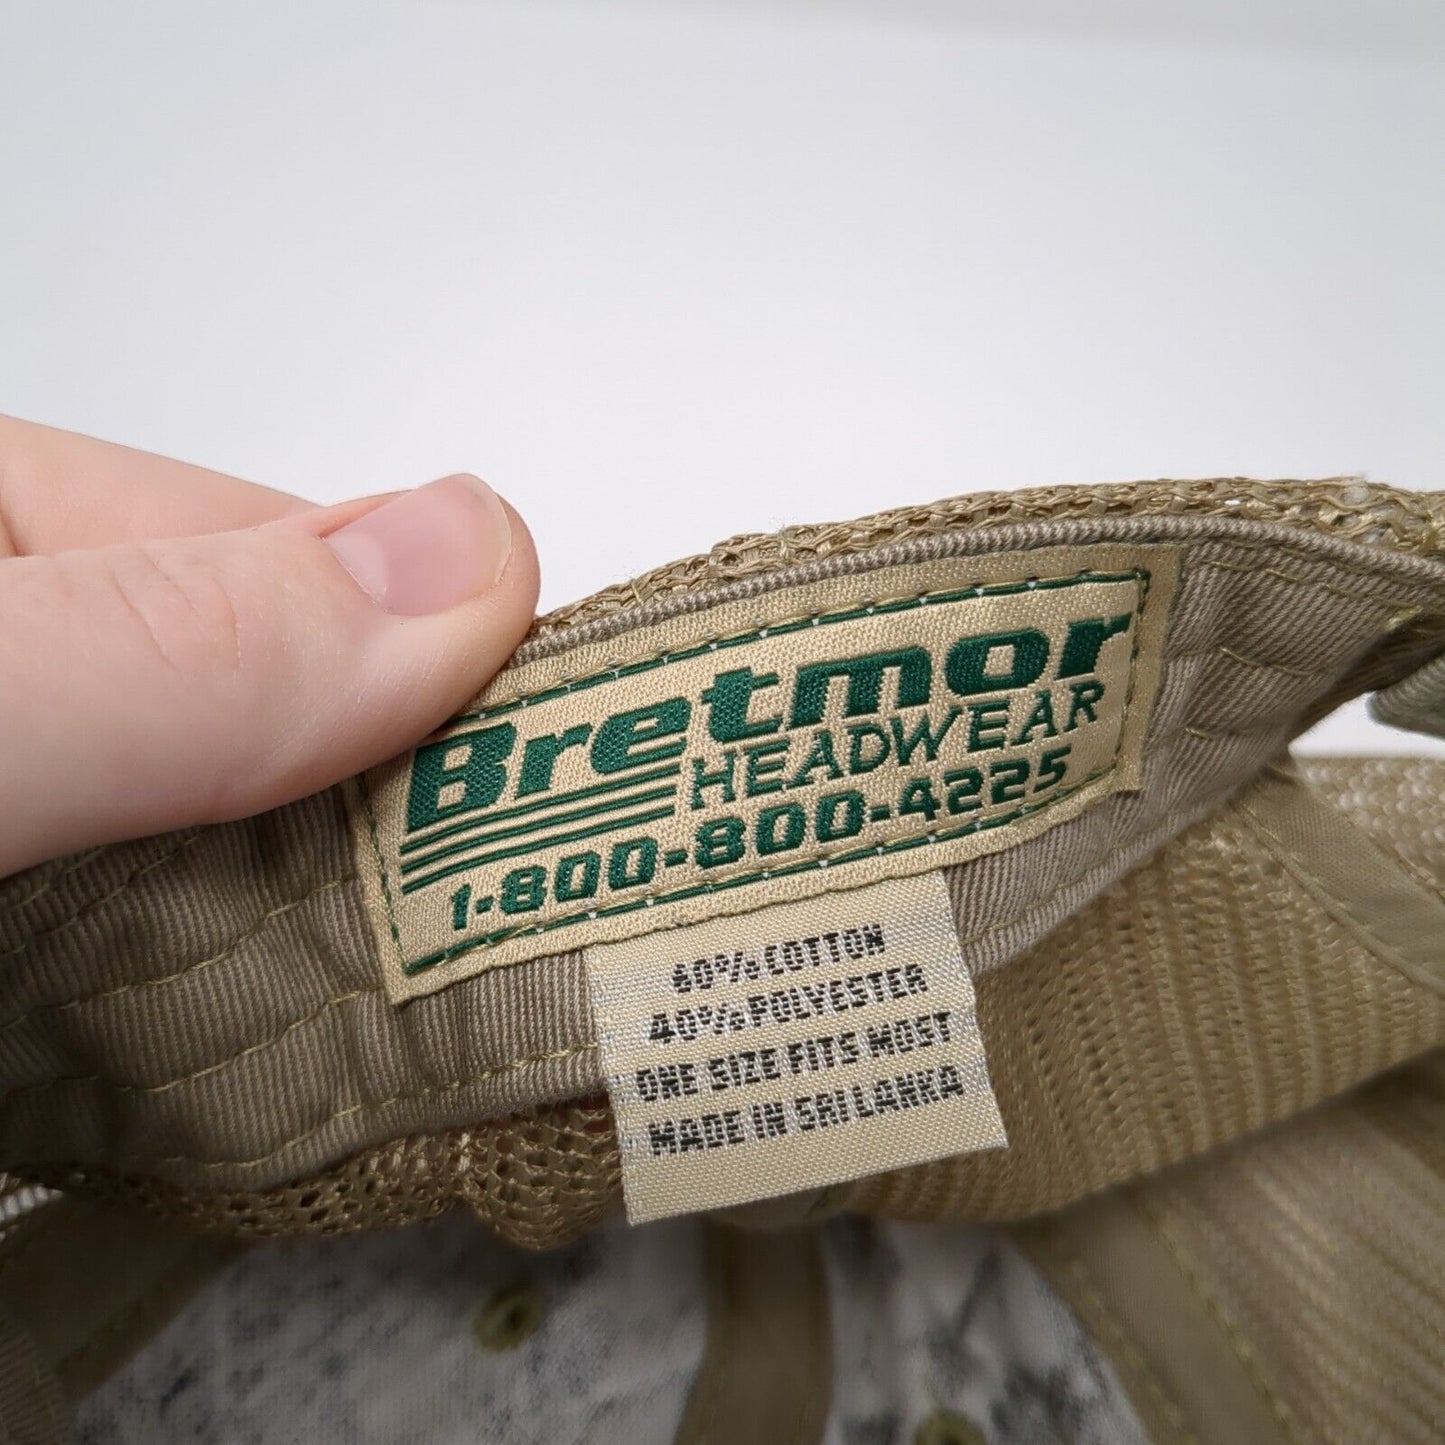 Bretmor
HEADWEAR
1-800-800-4225
60% COTTON
40% POLYESTER
ONE SIZE FITS MOST
MADE IN SRI LANKA